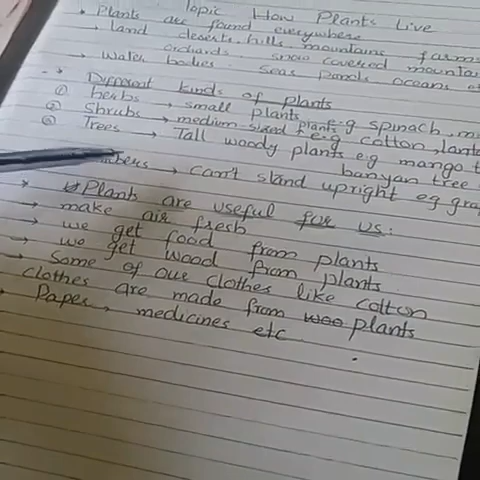 Topic How Plants Live
Plants are found everywhere
→ land deserts, hills, mountains farms
orchards. snow covered mountai
→ Water bodies. Seas ponds oceans
Different kinds of plants
① herbs → small plants e.g spinach, m
② Shrubs → medium sized plants e.g cotton,
③ Trees → Tall woody plants eg mango t
banyan tree
bers → Can't stand upright eg gra
Plants are useful for us:
→ make air fresh
→ we get food from plants
→ we get wood from plants
→ Some of our clothes like cotton
clothes are made from plants
Paper, medicines etc